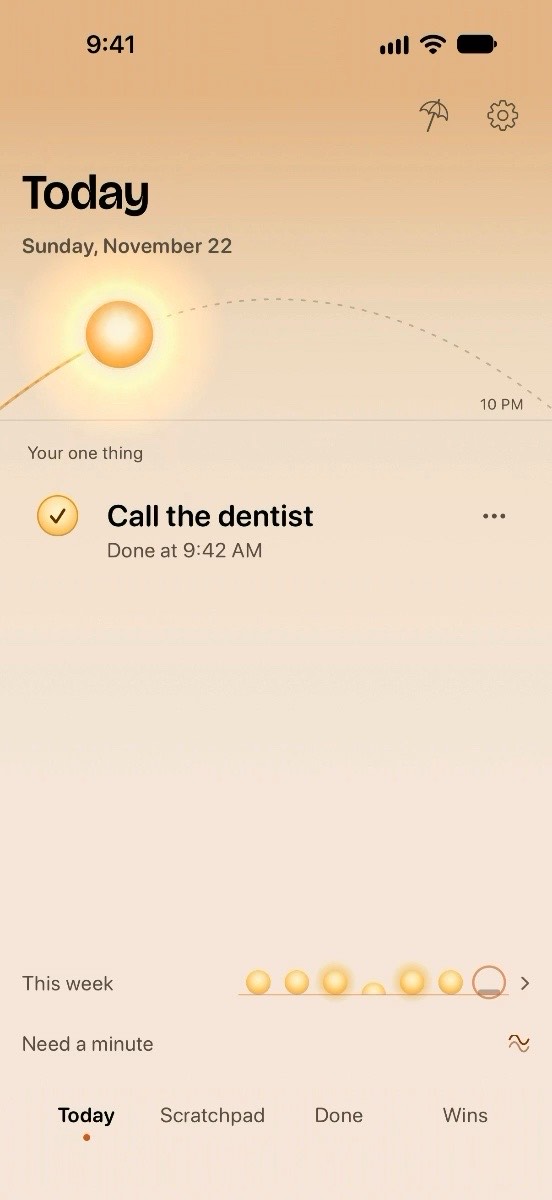 9:41
Today
Sunday, November 22
10 PM
Your one thing
Call the dentist
Done at 9:42 AM
This week
Need a minute
Today Scratchpad Done Wins